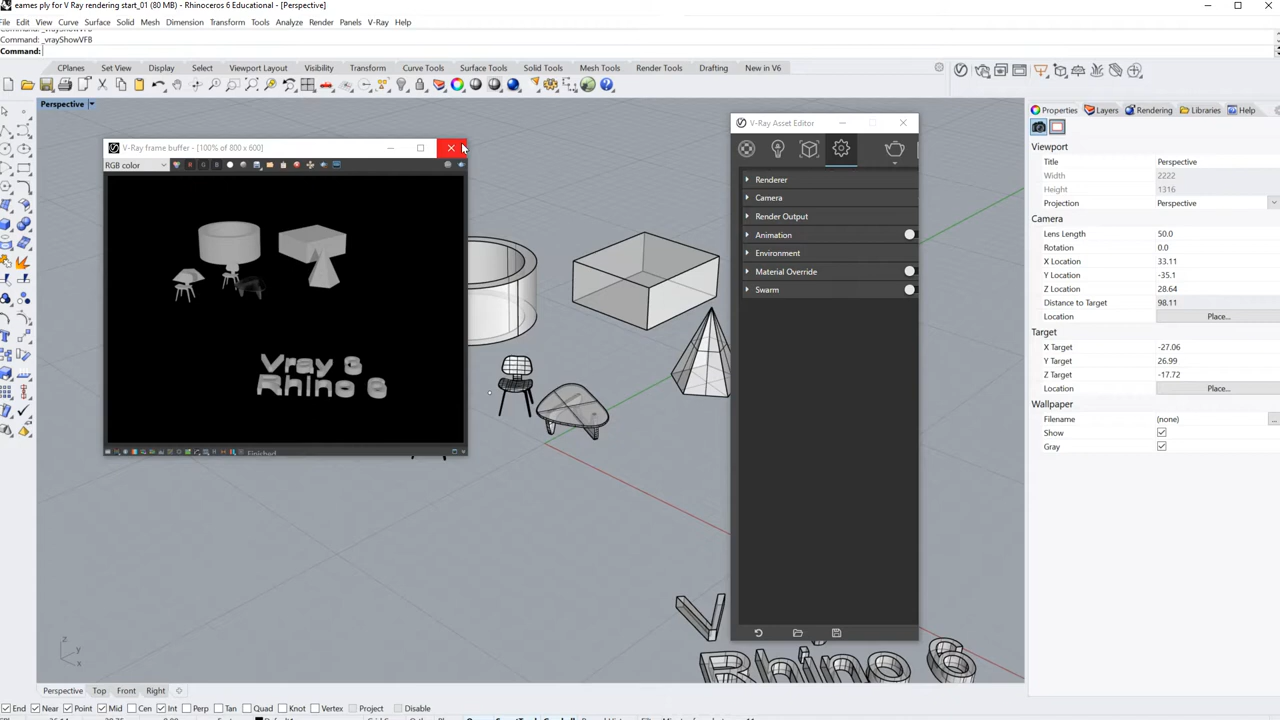 eames ply for V Ray rendering start_01 (80 MB) - Rhinoceros 6 Educational - [Perspective]
File Edit View Curve Surface Solid Mesh Dimension Transform Tools Analyze Render Panels V-Ray Help
Command: _vrayShowVFB
Command: _vrayShowVFB
Command:
CPlanes Set View Display Select Viewport Layout Visibility Transform Curve Tools Surface Tools Solid Tools Mesh Tools Render Tools Drafting New in V6
Perspective
V-Ray frame buffer - [100% of 800 x 600]
RGB color
R G B
Vray 6
Rhino 6
Finished
V-Ray Asset Editor
Renderer
Camera
Render Output
Animation
Environment
Material Override
Swarm
V
Rhino 6
Properties Layers Rendering Libraries Help
Viewport
Title Perspective
Width 2222
Height 1316
Projection Perspective
Camera
Lens Length 50.0
Rotation 0.0
X Location 33.11
Y Location -35.1
Z Location 28.64
Distance to Target 98.11
Location Place...
Target
X Target -27.06
Y Target 26.99
Z Target -17.72
Location Place...
Wallpaper
Filename (none) ...
Show
Gray
z
y
x
Perspective Top Front Right
End Near Point Mid Cen Int Perp Tan Quad Knot Vertex Project Disable